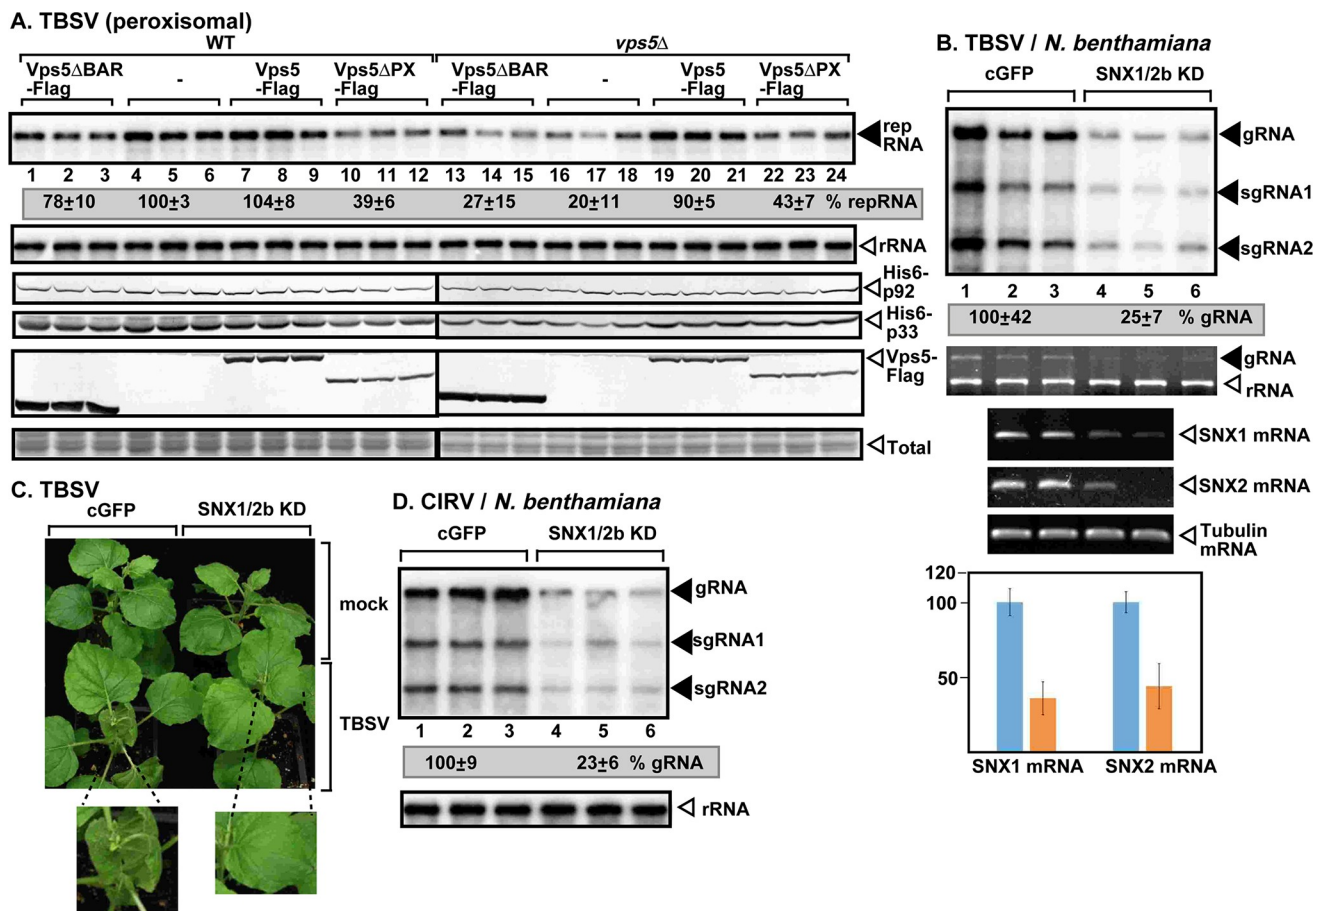 A. TBSV (peroxisomal)
WT
vps5Δ
Vps5ΔBAR
-Flag
-
Vps5
-Flag
Vps5ΔPX
-Flag
Vps5ΔBAR
-Flag
-
Vps5
-Flag
Vps5ΔPX
-Flag
rep
RNA
1 2 3 4 5 6 7 8 9 10 11 12 13 14 15 16 17 18 19 20 21 22 23 24
78±10 100±3 104±8 39±6 27±15 20±11 90±5 43±7 % repRNA
rRNA
His6-
p92
His6-
p33
Vps5-
Flag
Total
B. TBSV / N. benthamiana
cGFP SNX1/2b KD
gRNA
sgRNA1
sgRNA2
1 2 3 4 5 6
100±42 25±7 % gRNA
gRNA
rRNA
SNX1 mRNA
SNX2 mRNA
Tubulin
mRNA
120
100
50
SNX1 mRNA SNX2 mRNA
C. TBSV
cGFP SNX1/2b KD
mock
TBSV
D. CIRV / N. benthamiana
cGFP SNX1/2b KD
gRNA
sgRNA1
sgRNA2
1 2 3 4 5 6
100±9 23±6 % gRNA
rRNA